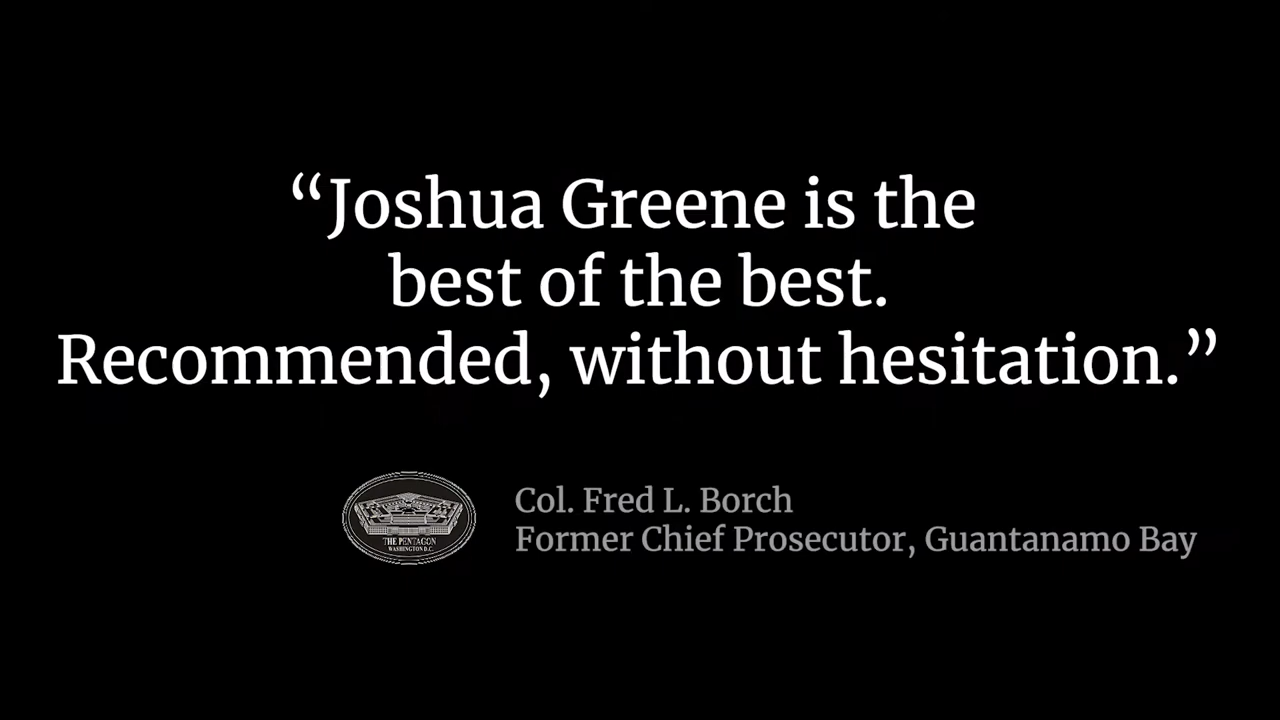 “Joshua Greene is the
best of the best.
Recommended, without hesitation.”
Col. Fred L. Borch
Former Chief Prosecutor, Guantanamo Bay
THE PENTAGON
WASHINGTON D.C.